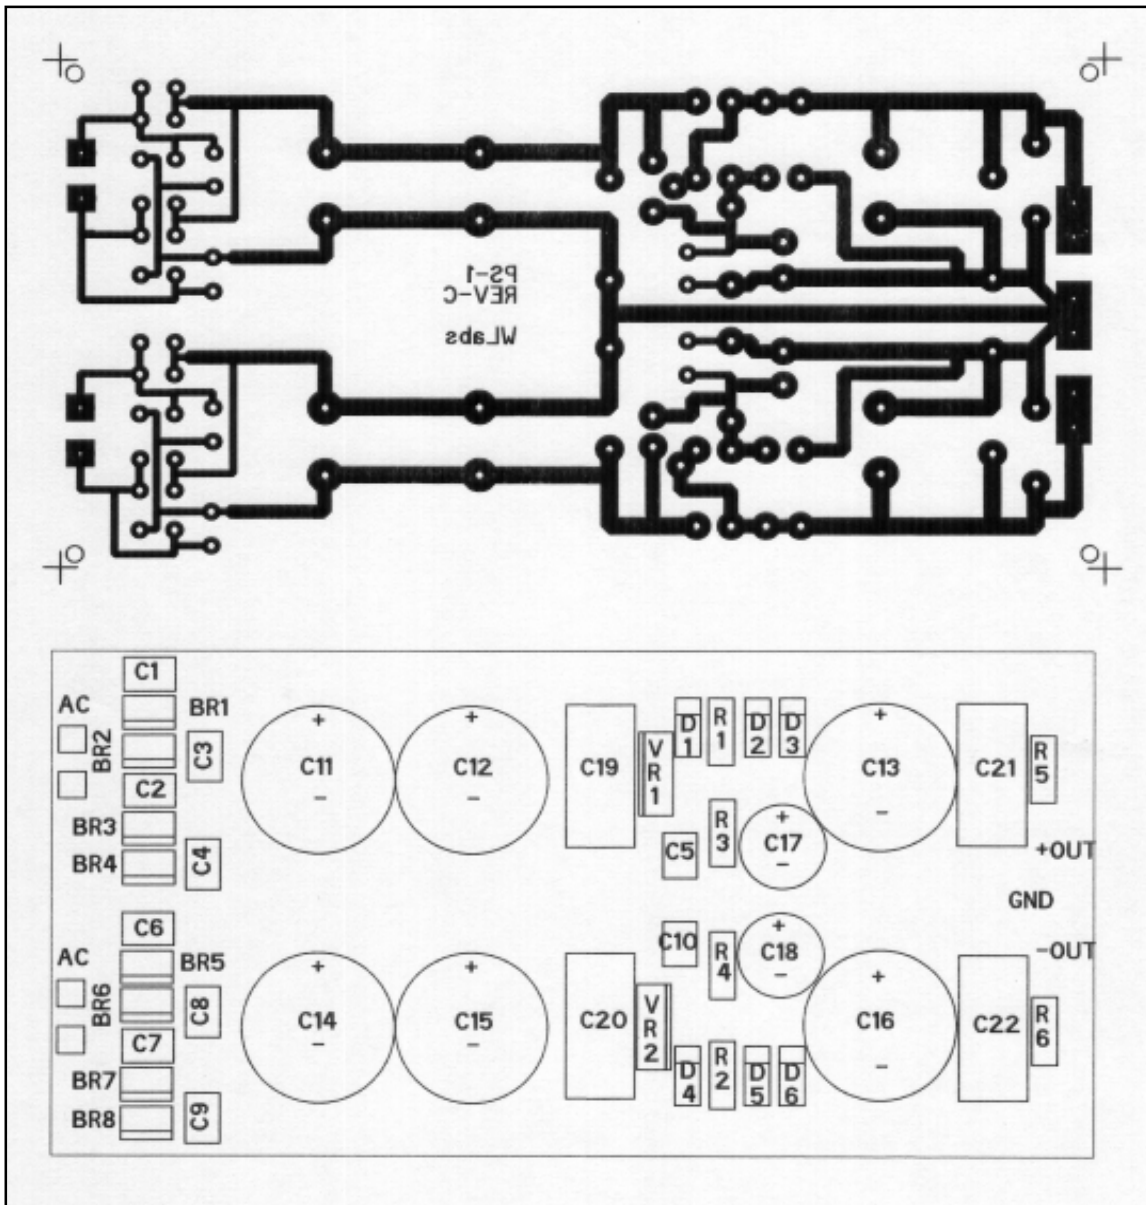 PS-1
REV-C
WLabs
C1
AC
BR1
BR2
C3
C2
BR3
BR4
C4
+
C11
-
+
C12
-
C19
VR1
D1
R1
D2
D3
+
C13
-
C21
R5
C5
R3
+
C17
-
+OUT
GND
-OUT
C6
AC
BR5
BR6
C8
C7
BR7
BR8
C9
+
C14
-
+
C15
-
C20
VR2
C10
R4
+
C18
-
D4
R2
D5
D6
+
C16
-
C22
R6